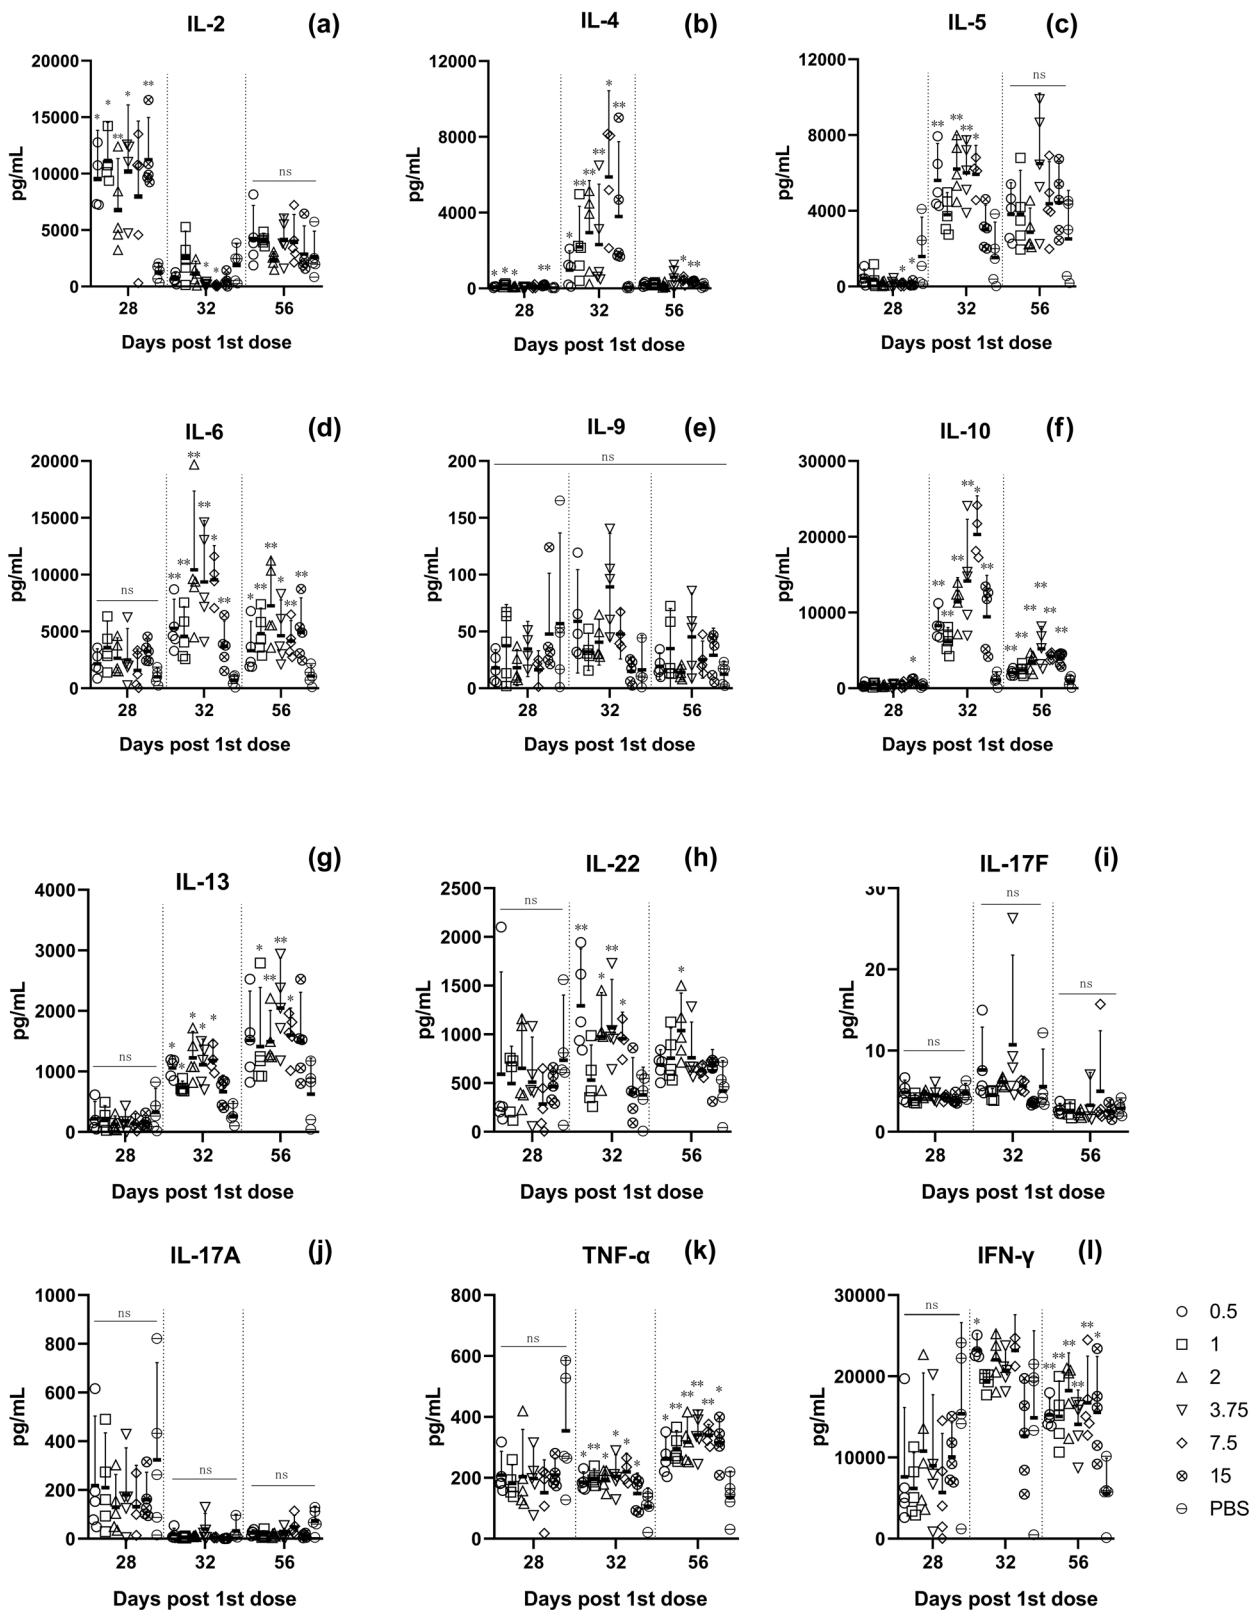 IL-2 (a)
20000
15000
10000
5000
0
pg/mL
* * ** * ** * * ns
28 32 56
Days post 1st dose
IL-4 (b)
12000
8000
4000
0
pg/mL
* * * ** * ** ** ** * ** * **
28 32 56
Days post 1st dose
IL-5 (c)
12000
8000
4000
0
pg/mL
* * ** ** ** * ns
28 32 56
Days post 1st dose
IL-6 (d)
20000
15000
10000
5000
0
pg/mL
ns ** ** ** ** * ** * ** ** * ** **
28 32 56
Days post 1st dose
IL-9 (e)
200
150
100
50
0
pg/mL
ns
28 32 56
Days post 1st dose
IL-10 (f)
30000
20000
10000
0
pg/mL
* ** ** ** ** * ** ** ** ** ** ** **
28 32 56
Days post 1st dose
IL-13 (g)
4000
3000
2000
1000
0
pg/mL
ns * * * * * * ** ** *
28 32 56
Days post 1st dose
IL-22 (h)
2500
2000
1500
1000
500
0
pg/mL
ns ** * ** * *
28 32 56
Days post 1st dose
IL-17F (i)
30
20
10
0
pg/mL
ns ns ns
28 32 56
Days post 1st dose
IL-17A (j)
1000
800
600
400
200
0
pg/mL
ns ns ns
28 32 56
Days post 1st dose
TNF-α (k)
800
600
400
200
0
pg/mL
ns * ** * * * * * ** ** ** ** *
28 32 56
Days post 1st dose
IFN-γ (l)
30000
20000
10000
0
pg/mL
ns * ** ** ** ** ** *
28 32 56
Days post 1st dose
0.5
1
2
3.75
7.5
15
PBS